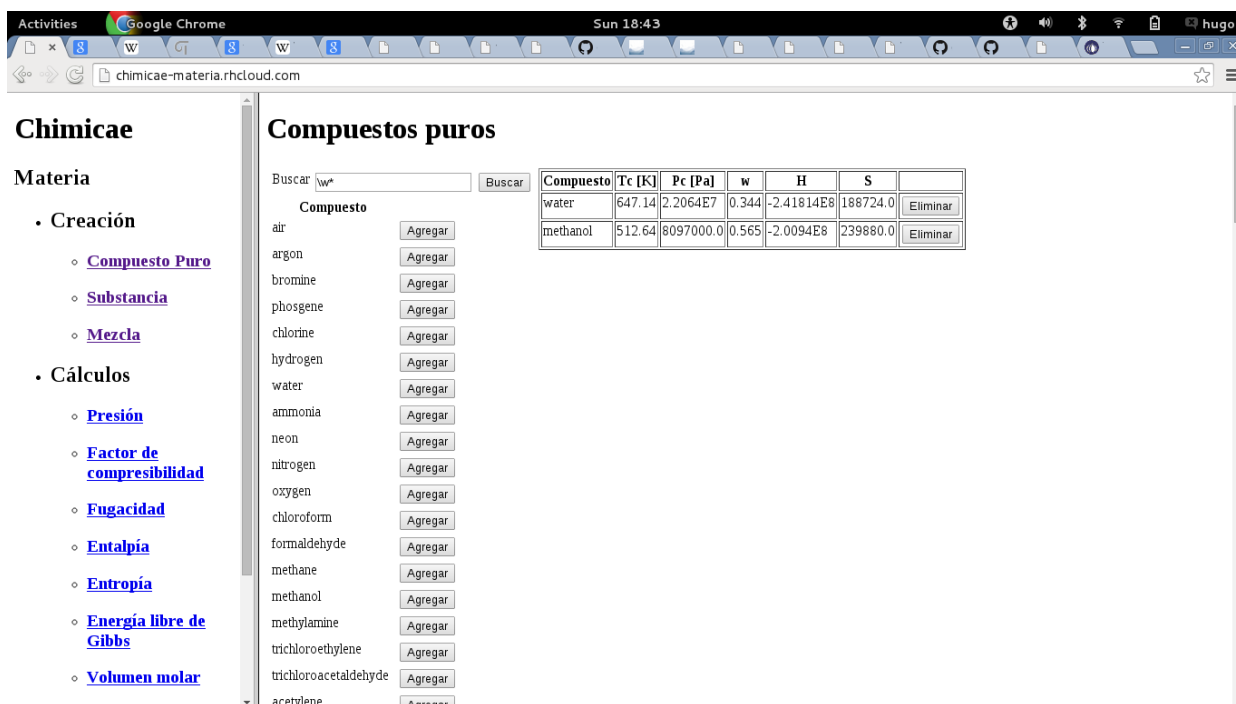 Activities Google Chrome Sun 18:43 hugo
chimicae-materia.rhcloud.com
Chimicae
Materia
Creación
Compuesto Puro
Substancia
Mezcla
Cálculos
Presión
Factor de
compresibilidad
Fugacidad
Entalpía
Entropía
Energía libre de
Gibbs
Volumen molar
Compuestos puros
Buscar \w* Buscar
Compuesto
air Agregar
argon Agregar
bromine Agregar
phosgene Agregar
chlorine Agregar
hydrogen Agregar
water Agregar
ammonia Agregar
neon Agregar
nitrogen Agregar
oxygen Agregar
chloroform Agregar
formaldehyde Agregar
methane Agregar
methanol Agregar
methylamine Agregar
trichloroethylene Agregar
trichloroacetaldehyde Agregar
acetylene Agregar
Compuesto Tc [K] Pc [Pa] w H S
water 647.14 2.2064E7 0.344 -2.41814E8 188724.0 Eliminar
methanol 512.64 8097000.0 0.565 -2.0094E8 239880.0 Eliminar